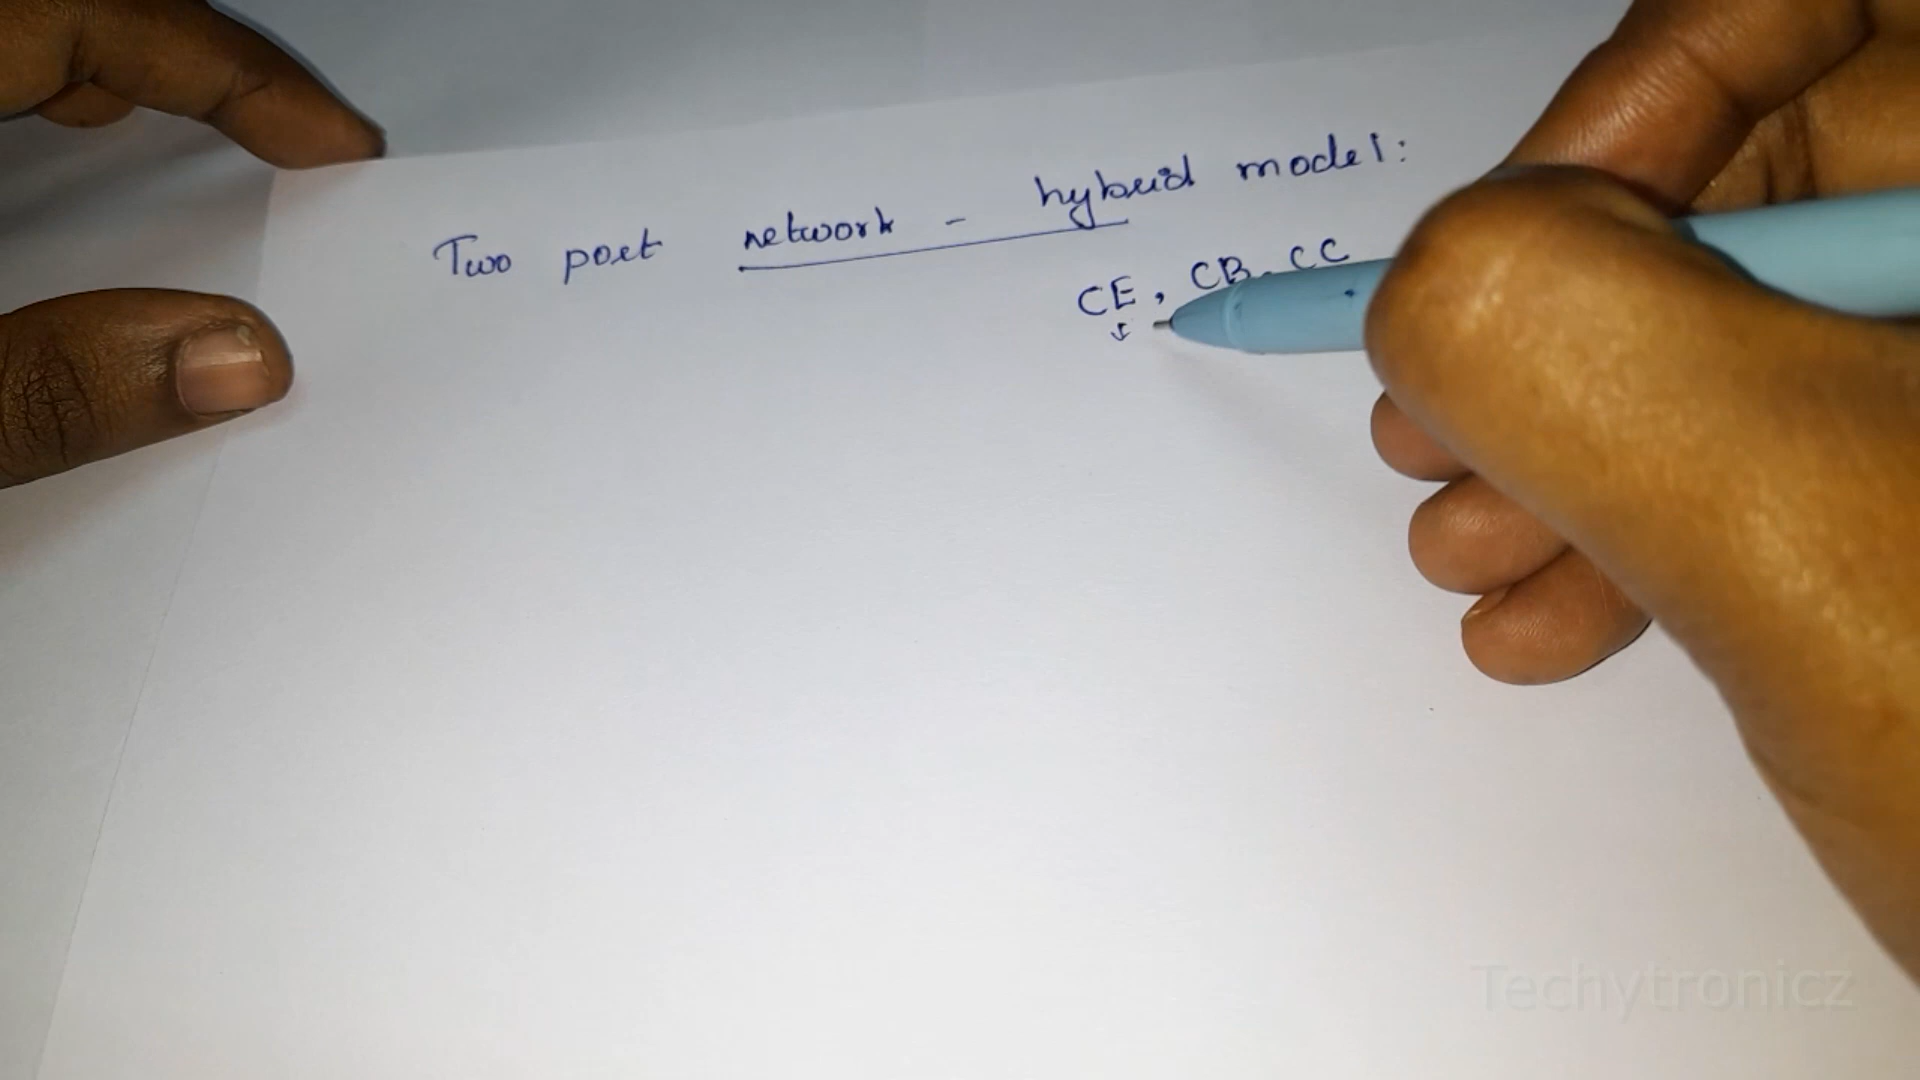 Two port network - hybrid model:
CE, CB, CC
Techytronicz